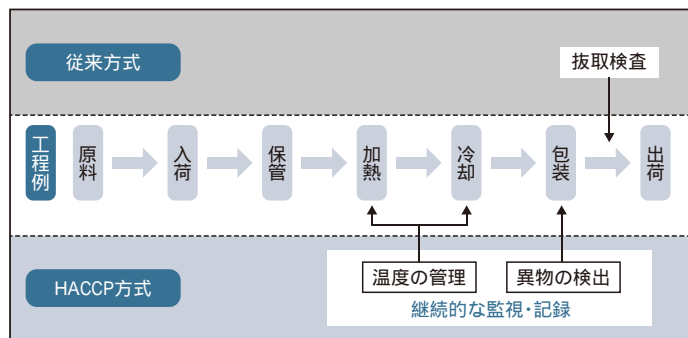 従来方式
抜取検査
工程例
原料
入荷
保管
加熱
冷却
包装
出荷
温度の管理
異物の検出
HACCP方式
継続的な監視・記録